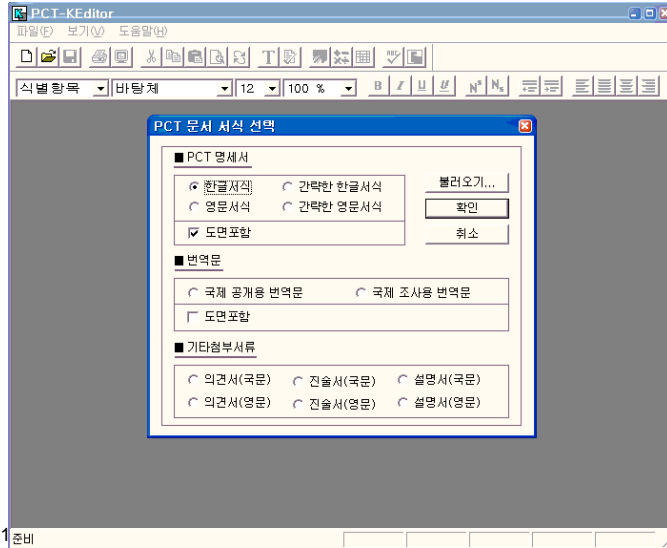 PCT-KEditor
파일(F) 보기(V) 도움말(H)
식별항목 바탕체 12 100 % B I U U N^s N_s
PCT 문서 서식 선택
■ PCT 명세서
한글서식 간략한 한글서식 불러오기...
영문서식 간략한 영문서식 확인
도면포함 취소
■ 번역문
국제 공개용 번역문 국제 조사용 번역문
도면포함
■ 기타첨부서류
의견서(국문) 진술서(국문) 설명서(국문)
의견서(영문) 진술서(영문) 설명서(영문)
1
준비